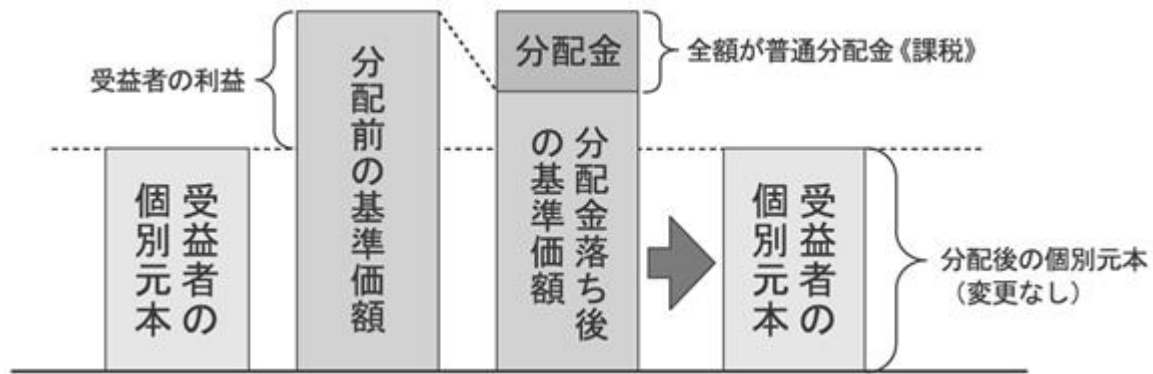 受益者の利益
受益者の
個別元本
分配前の基準価額
分配金
全額が普通分配金《課税》
分配金落ち後
の基準価額
受益者の
個別元本
分配後の個別元本
（変更なし）